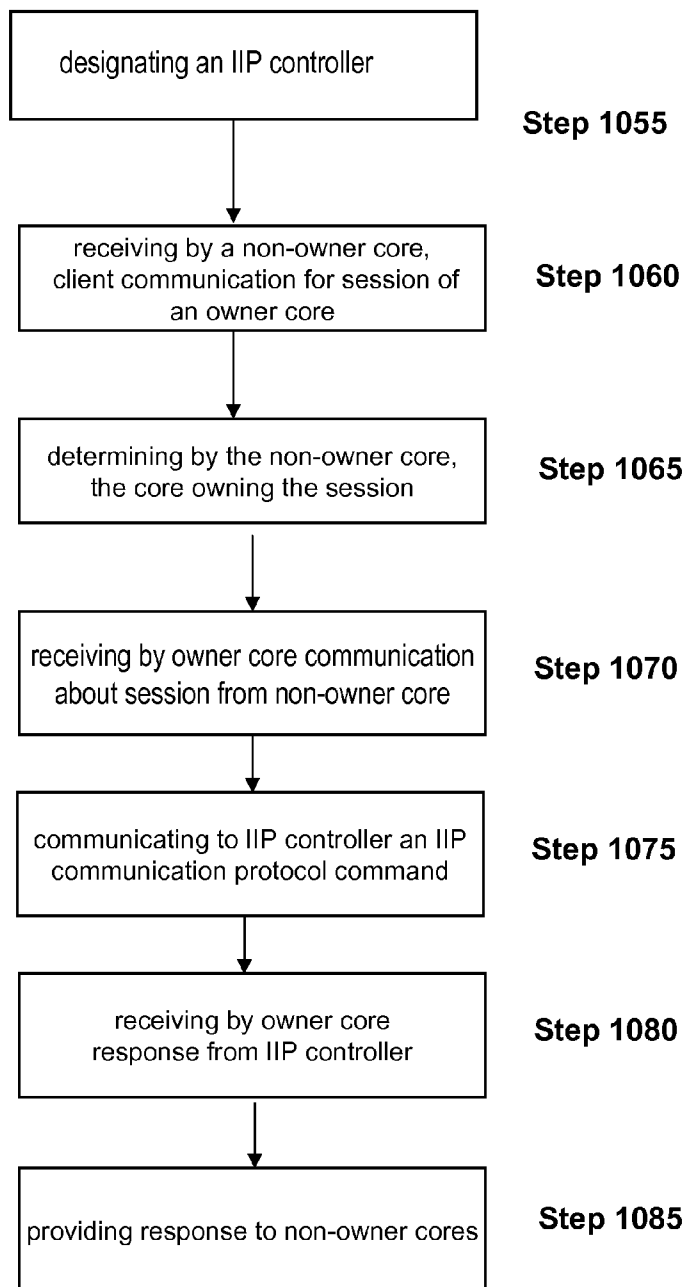 designating an IIP controller
Step 1055
receiving by a non-owner core,
client communication for session of
an owner core
Step 1060
determining by the non-owner core,
the core owning the session
Step 1065
receiving by owner core communication
about session from non-owner core
Step 1070
communicating to IIP controller an IIP
communication protocol command
Step 1075
receiving by owner core
response from IIP controller
Step 1080
providing response to non-owner cores
Step 1085